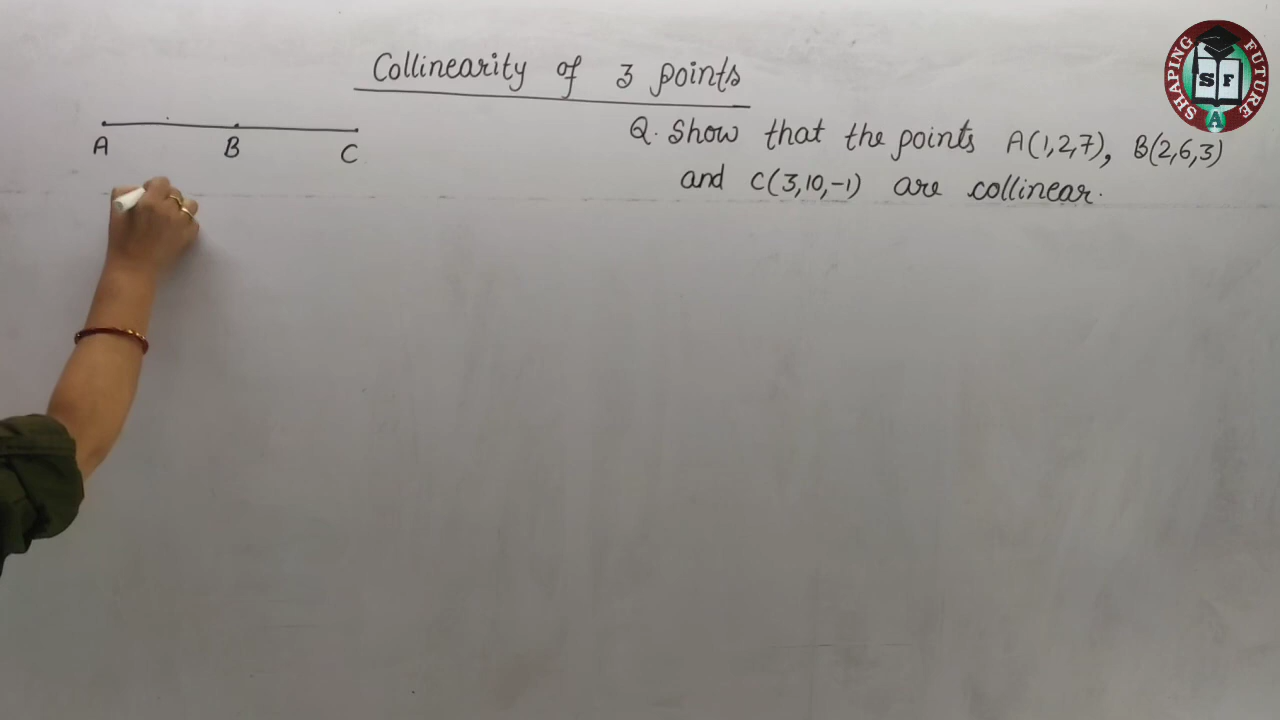 Collinearity of 3 points
A B C
Q. Show that the points A(1,2,7), B(2,6,3)
and C(3,10,-1) are collinear.
SHAPING FUTURE
S F
A